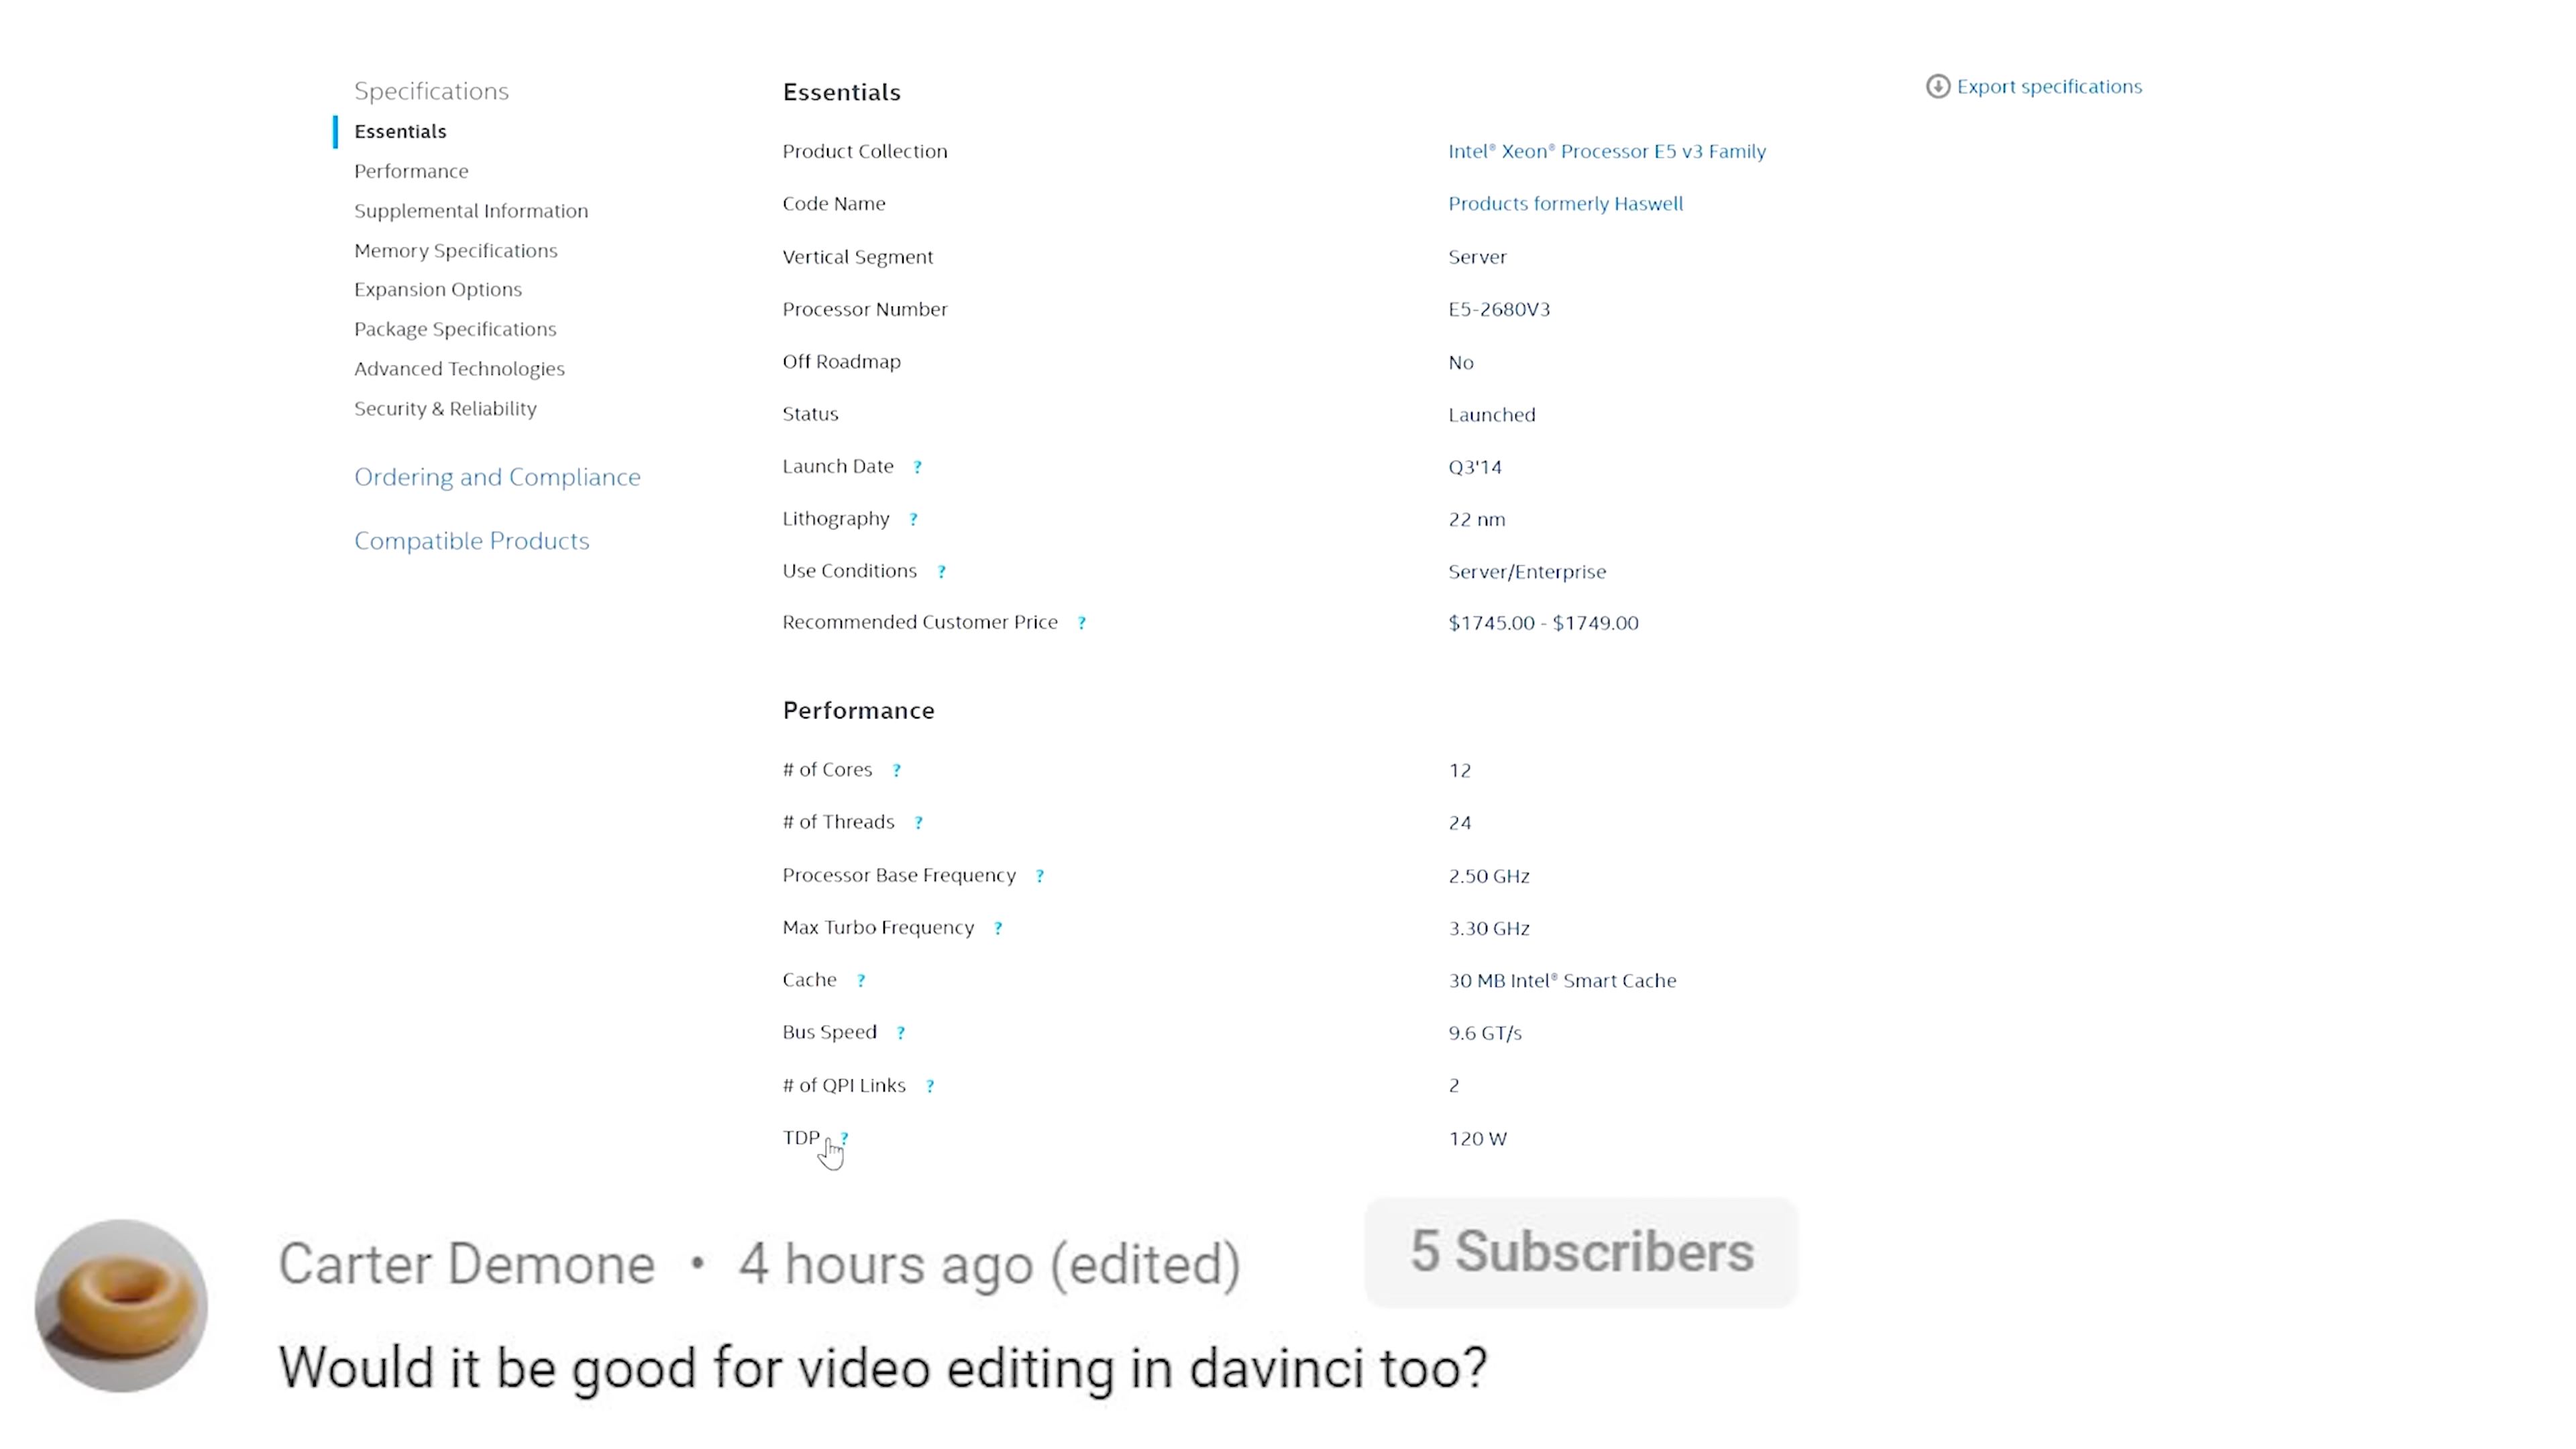 Specifications
Essentials
Performance
Supplemental Information
Memory Specifications
Expansion Options
Package Specifications
Advanced Technologies
Security & Reliability
Ordering and Compliance
Compatible Products
Essentials
Export specifications
Product Collection Intel® Xeon® Processor E5 v3 Family
Code Name Products formerly Haswell
Vertical Segment Server
Processor Number E5-2680V3
Off Roadmap No
Status Launched
Launch Date ? Q3'14
Lithography ? 22 nm
Use Conditions ? Server/Enterprise
Recommended Customer Price ? $1745.00 - $1749.00
Performance
# of Cores ? 12
# of Threads ? 24
Processor Base Frequency ? 2.50 GHz
Max Turbo Frequency ? 3.30 GHz
Cache ? 30 MB Intel® Smart Cache
Bus Speed ? 9.6 GT/s
# of QPI Links ? 2
TDP ? 120 W
Carter Demone • 4 hours ago (edited) 5 Subscribers
Would it be good for video editing in davinci too?